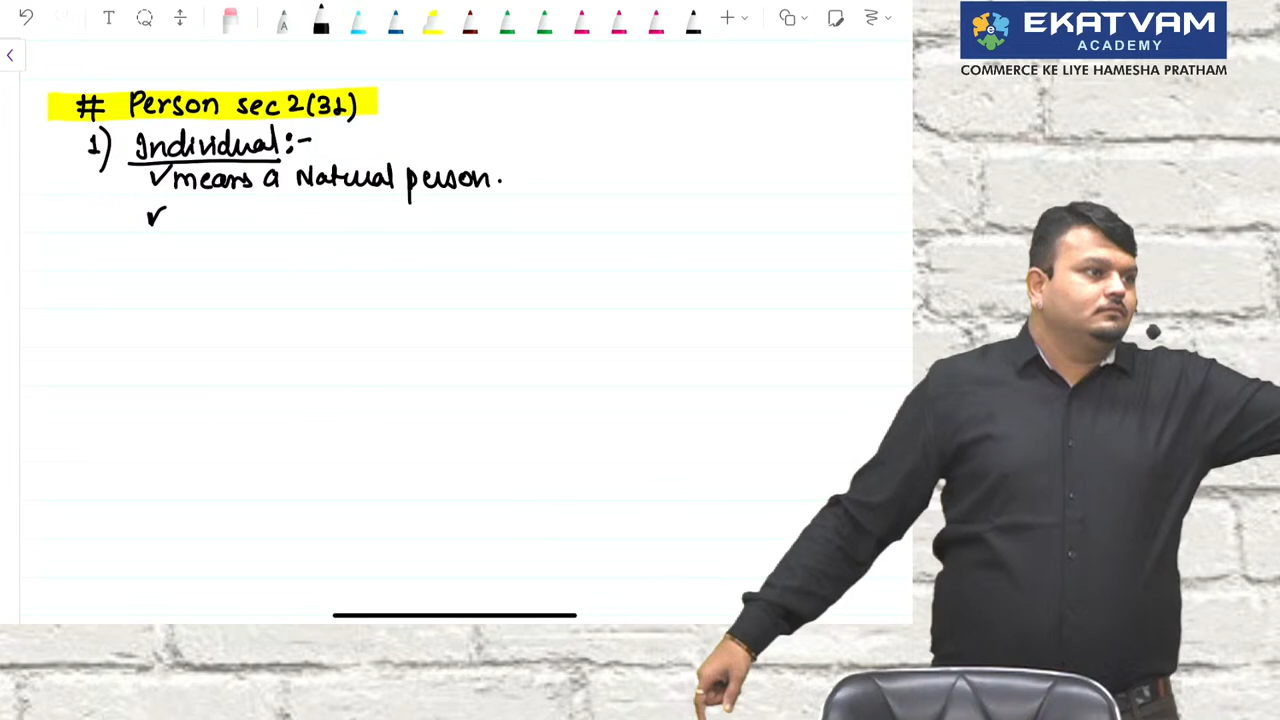 EKATVAM
ACADEMY
COMMERCE KE LIYE HAMESHA PRATHAM
# Person sec 2(31)
1) Individual :-
✓means a Natural person.
✓